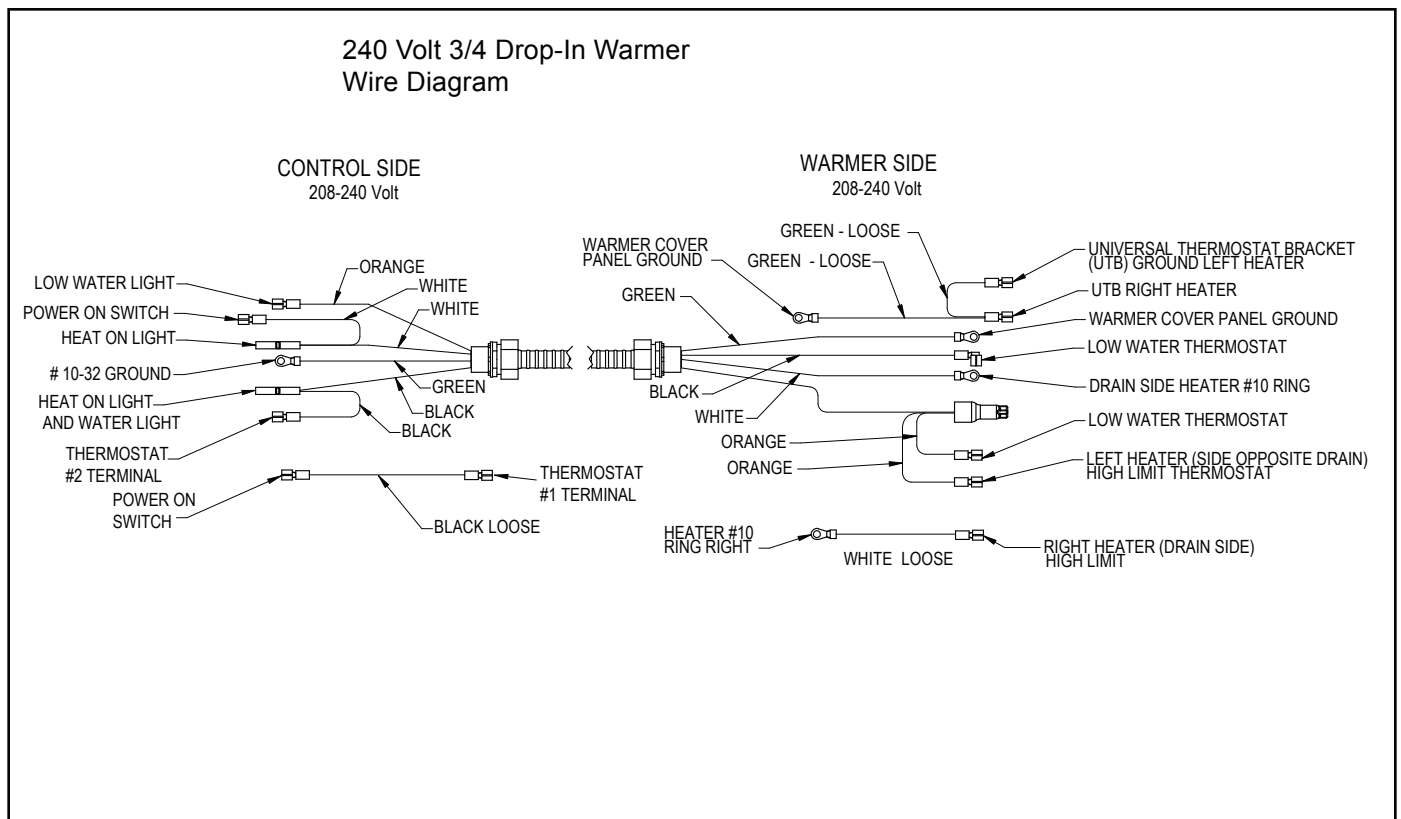 240 Volt 3/4 Drop-In Warmer
Wire Diagram
CONTROL SIDE
208-240 Volt
LOW WATER LIGHT
ORANGE
WHITE
POWER ON SWITCH
WHITE
HEAT ON LIGHT
# 10-32 GROUND
GREEN
HEAT ON LIGHT
AND WATER LIGHT
BLACK
BLACK
THERMOSTAT
#2 TERMINAL
POWER ON
SWITCH
THERMOSTAT
#1 TERMINAL
BLACK LOOSE
WARMER SIDE
208-240 Volt
GREEN - LOOSE
WARMER COVER
PANEL GROUND
GREEN - LOOSE
UNIVERSAL THERMOSTAT BRACKET
(UTB) GROUND LEFT HEATER
GREEN
UTB RIGHT HEATER
WARMER COVER PANEL GROUND
LOW WATER THERMOSTAT
BLACK
DRAIN SIDE HEATER #10 RING
WHITE
LOW WATER THERMOSTAT
ORANGE
ORANGE
LEFT HEATER (SIDE OPPOSITE DRAIN)
HIGH LIMIT THERMOSTAT
HEATER #10
RING RIGHT
WHITE LOOSE
RIGHT HEATER (DRAIN SIDE)
HIGH LIMIT